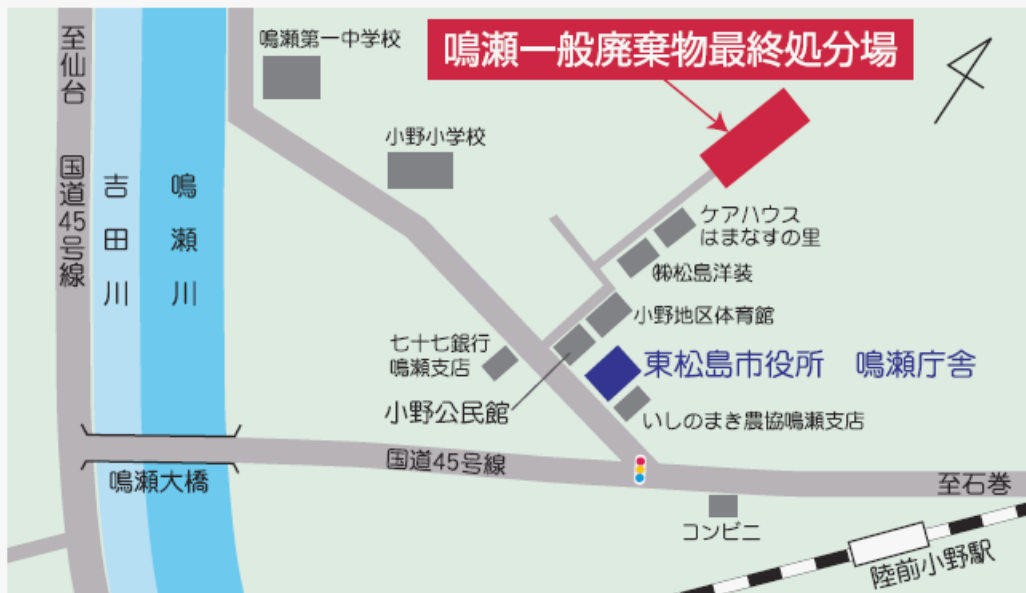 至仙台
鳴瀬第一中学校
鳴瀬一般廃棄物最終処分場
小野小学校
国道45号線
吉田川
鳴瀬川
ケアハウス
はまなすの里
㈱松島洋装
小野地区体育館
七十七銀行
鳴瀬支店
東松島市役所　鳴瀬庁舎
小野公民館
いしのまき農協鳴瀬支店
国道45号線
鳴瀬大橋
至石巻
コンビニ
陸前小野駅